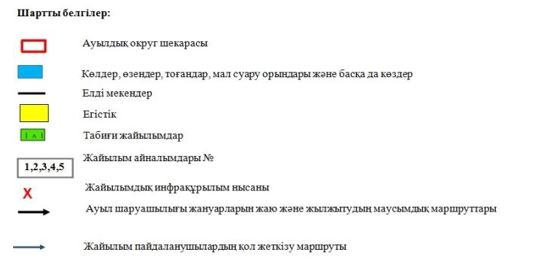 Шартты белгілер:
Ауылдық округ шекарасы
Көлдер, өзендер, тоғандар, мал суару орындары және басқа да көздер
Елді мекендер
Егістік
Табиғи жайылымдар
1,2,3,4,5 Жайылым айналымдары №
X Жайылымдық инфрақұрылым нысаны
Ауыл шаруашылығы жануарларын жаю және жылжытудың маусымдық маршруттары
Жайылым пайдаланушылардың қол жеткізу маршруты